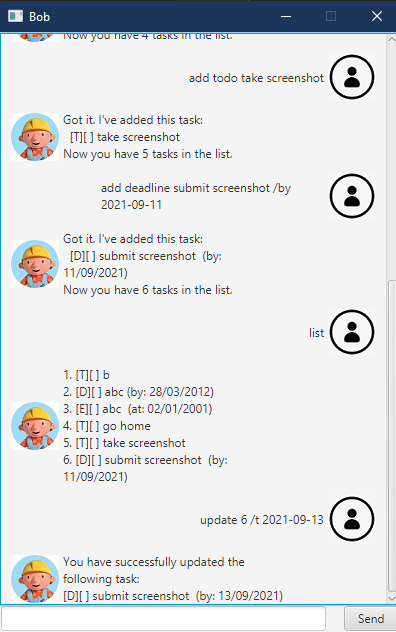 Bob
Now you have 4 tasks in the list.
add todo take screenshot
Got it. I've added this task:
[T][ ] take screenshot
Now you have 5 tasks in the list.
add deadline submit screenshot /by
2021-09-11
Got it. I've added this task:
[D][ ] submit screenshot  (by:
11/09/2021)
Now you have 6 tasks in the list.
list
1. [T][ ] b
2. [D][ ] abc (by: 28/03/2012)
3. [E][ ] abc  (at: 02/01/2001)
4. [T][ ] go home
5. [T][ ] take screenshot
6. [D][ ] submit screenshot  (by:
11/09/2021)
update 6 /t 2021-09-13
You have successfully updated the
following task:
[D][ ] submit screenshot  (by: 13/09/2021)
Send